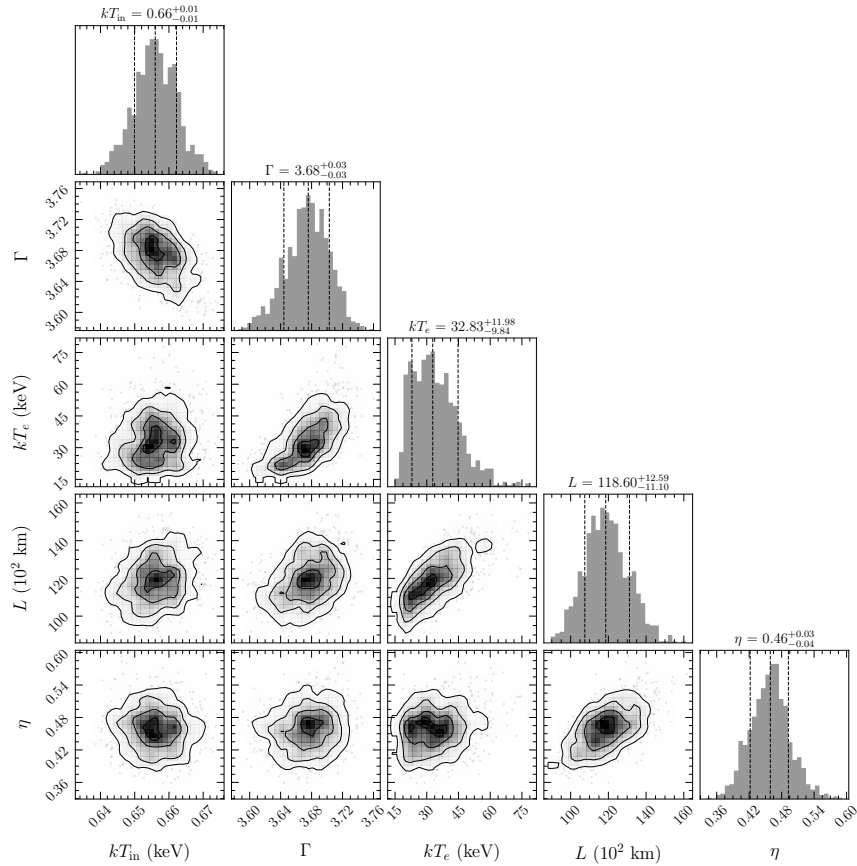 kT_in = 0.66 +0.01 −0.01
Γ = 3.68 +0.03 −0.03
3.76
3.72
3.68
3.64
3.60
Γ
kT_e = 32.83 +11.98 −9.84
75
60
45
30
15
kT_e (keV)
L = 118.60 +12.59 −11.10
160
140
120
100
L (10² km)
η = 0.46 +0.03 −0.04
0.60
0.54
0.48
0.42
0.36
η
0.64 0.65 0.66 0.67 3.60 3.64 3.68 3.72 3.76 15 30 45 60 75 100 120 140 160 0.36 0.42 0.48 0.54 0.60
kT_in (keV) Γ kT_e (keV) L (10² km) η